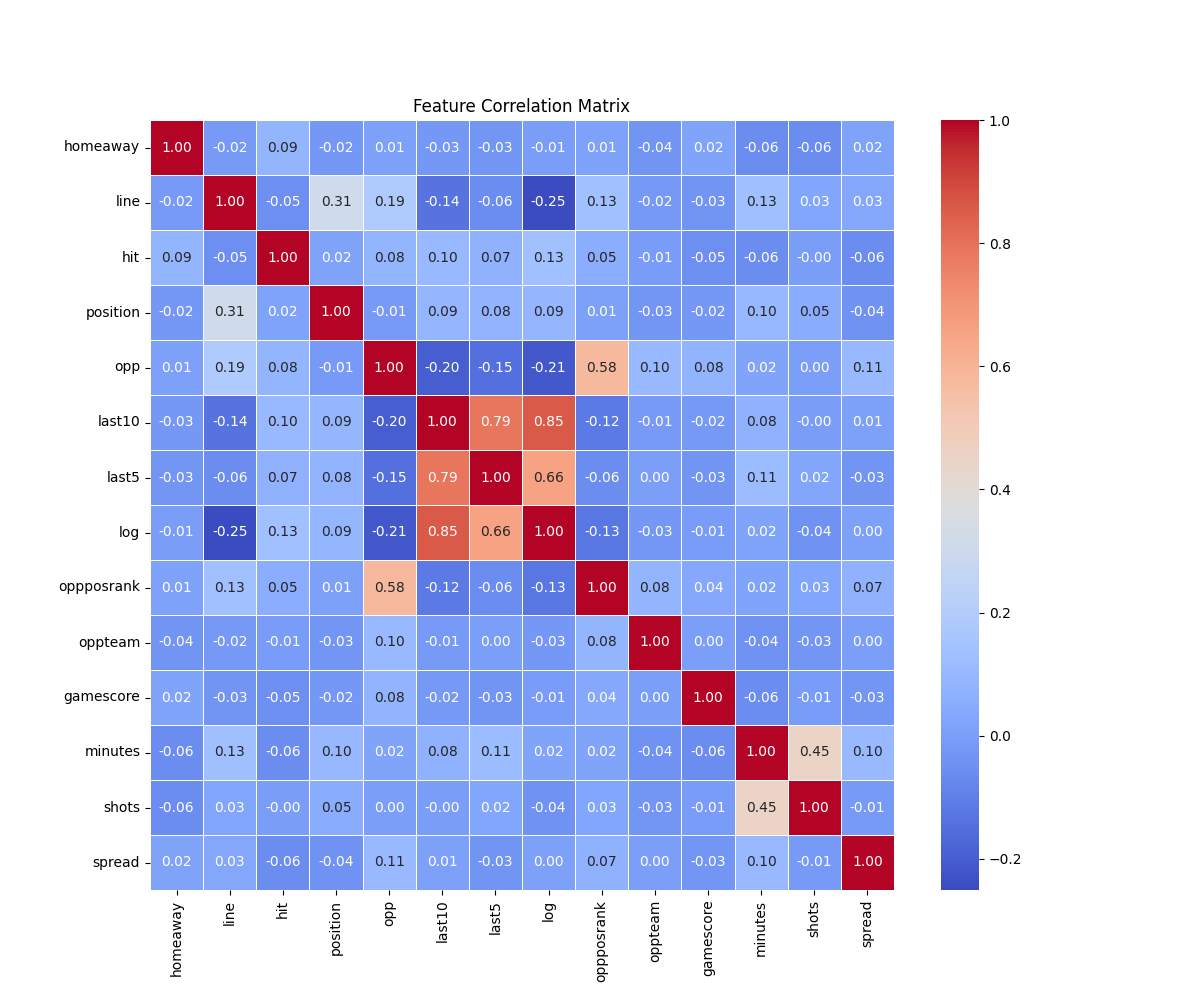 Feature Correlation Matrix
homeaway 1.00 -0.02 0.09 -0.02 0.01 -0.03 -0.03 -0.01 0.01 -0.04 0.02 -0.06 -0.06 0.02
line -0.02 1.00 -0.05 0.31 0.19 -0.14 -0.06 -0.25 0.13 -0.02 -0.03 0.13 0.03 0.03
hit 0.09 -0.05 1.00 0.02 0.08 0.10 0.07 0.13 0.05 -0.01 -0.05 -0.06 -0.00 -0.06
position -0.02 0.31 0.02 1.00 -0.01 0.09 0.08 0.09 0.01 -0.03 -0.02 0.10 0.05 -0.04
opp 0.01 0.19 0.08 -0.01 1.00 -0.20 -0.15 -0.21 0.58 0.10 0.08 0.02 0.00 0.11
last10 -0.03 -0.14 0.10 0.09 -0.20 1.00 0.79 0.85 -0.12 -0.01 -0.02 0.08 -0.00 0.01
last5 -0.03 -0.06 0.07 0.08 -0.15 0.79 1.00 0.66 -0.06 0.00 -0.03 0.11 0.02 -0.03
log -0.01 -0.25 0.13 0.09 -0.21 0.85 0.66 1.00 -0.13 -0.03 -0.01 0.02 -0.04 0.00
oppposrank 0.01 0.13 0.05 0.01 0.58 -0.12 -0.06 -0.13 1.00 0.08 0.04 0.02 0.03 0.07
oppteam -0.04 -0.02 -0.01 -0.03 0.10 -0.01 0.00 -0.03 0.08 1.00 0.00 -0.04 -0.03 0.00
gamescore 0.02 -0.03 -0.05 -0.02 0.08 -0.02 -0.03 -0.01 0.04 0.00 1.00 -0.06 -0.01 -0.03
minutes -0.06 0.13 -0.06 0.10 0.02 0.08 0.11 0.02 0.02 -0.04 -0.06 1.00 0.45 0.10
shots -0.06 0.03 -0.00 0.05 0.00 -0.00 0.02 -0.04 0.03 -0.03 -0.01 0.45 1.00 -0.01
spread 0.02 0.03 -0.06 -0.04 0.11 0.01 -0.03 0.00 0.07 0.00 -0.03 0.10 -0.01 1.00
homeaway line hit position opp last10 last5 log oppposrank oppteam gamescore minutes shots spread
1.0
0.8
0.6
0.4
0.2
0.0
−0.2